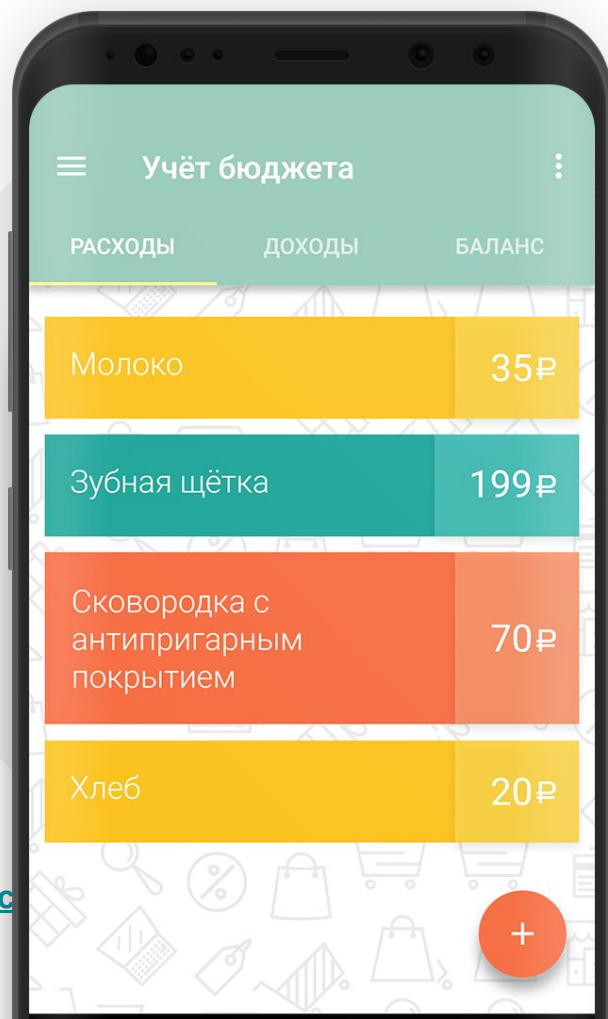 Учёт бюджета
РАСХОДЫ ДОХОДЫ БАЛАНС
Молоко 35₽
Зубная щётка 199₽
Сковородка с
антипригарным
покрытием
70₽
Хлеб 20₽
+